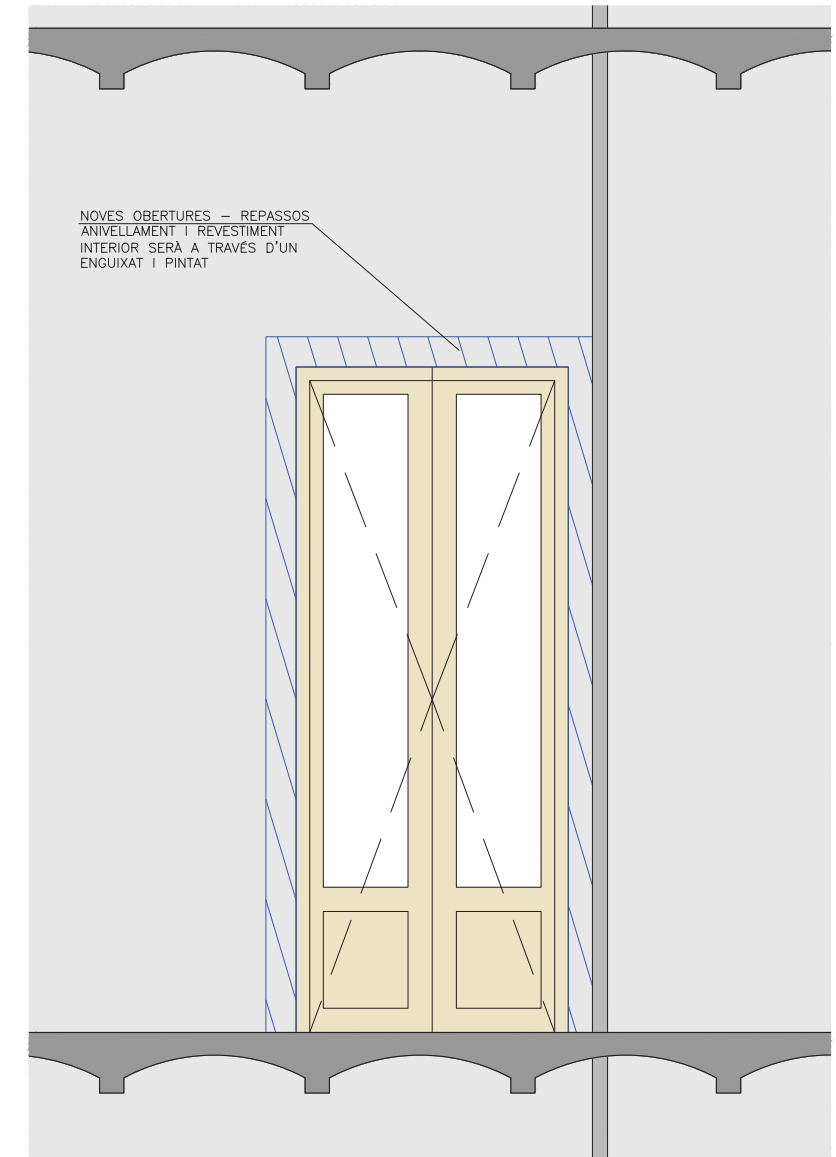 NOVES OBERTURES – REPASSOS
ANIVELLAMENT I REVESTIMENT
INTERIOR SERÀ A TRAVÉS D'UN
ENGUIXAT I PINTAT